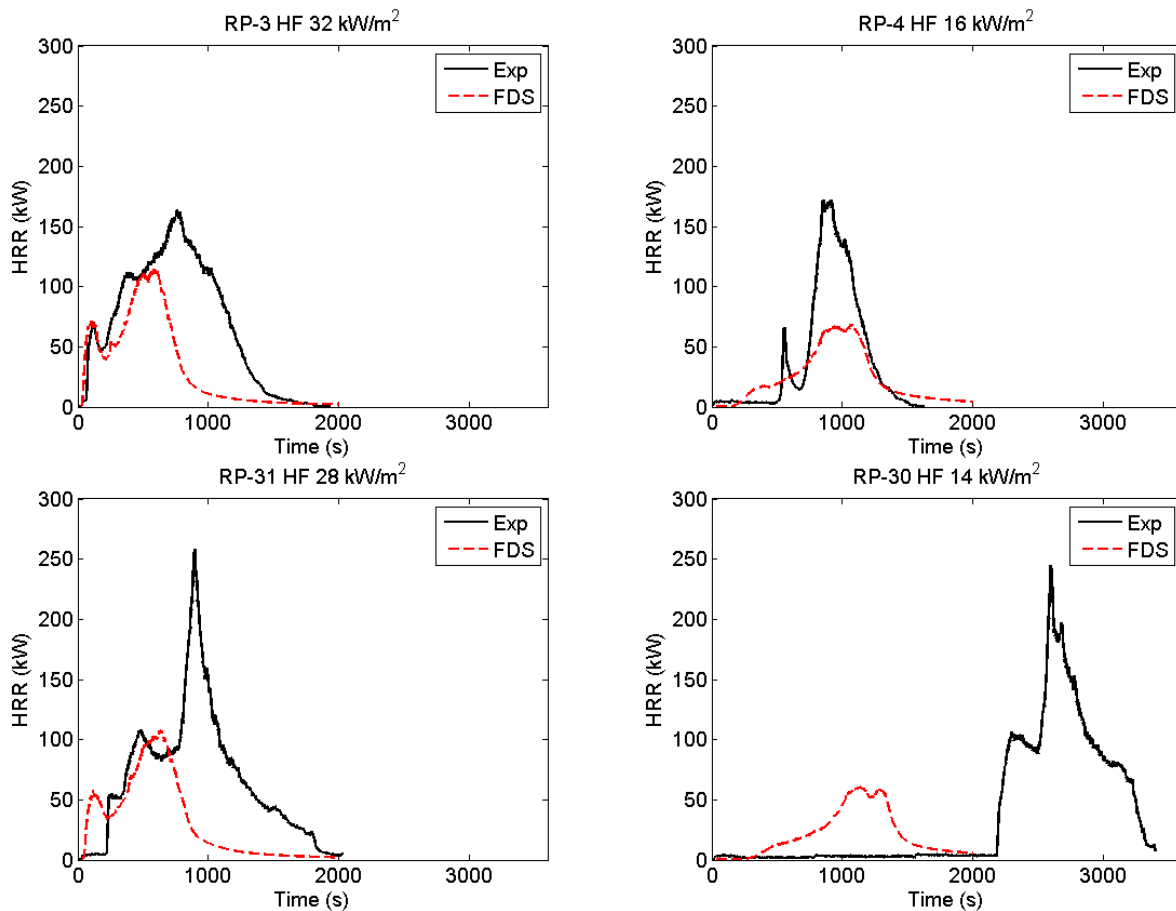 RP-3 HF 32 kW/m²
300
250
200
150
100
50
0
HRR (kW)
Exp
FDS
0 1000 2000 3000
Time (s)
RP-4 HF 16 kW/m²
300
250
200
150
100
50
0
HRR (kW)
Exp
FDS
0 1000 2000 3000
Time (s)
RP-31 HF 28 kW/m²
300
250
200
150
100
50
0
HRR (kW)
Exp
FDS
0 1000 2000 3000
Time (s)
RP-30 HF 14 kW/m²
300
250
200
150
100
50
0
HRR (kW)
Exp
FDS
0 1000 2000 3000
Time (s)